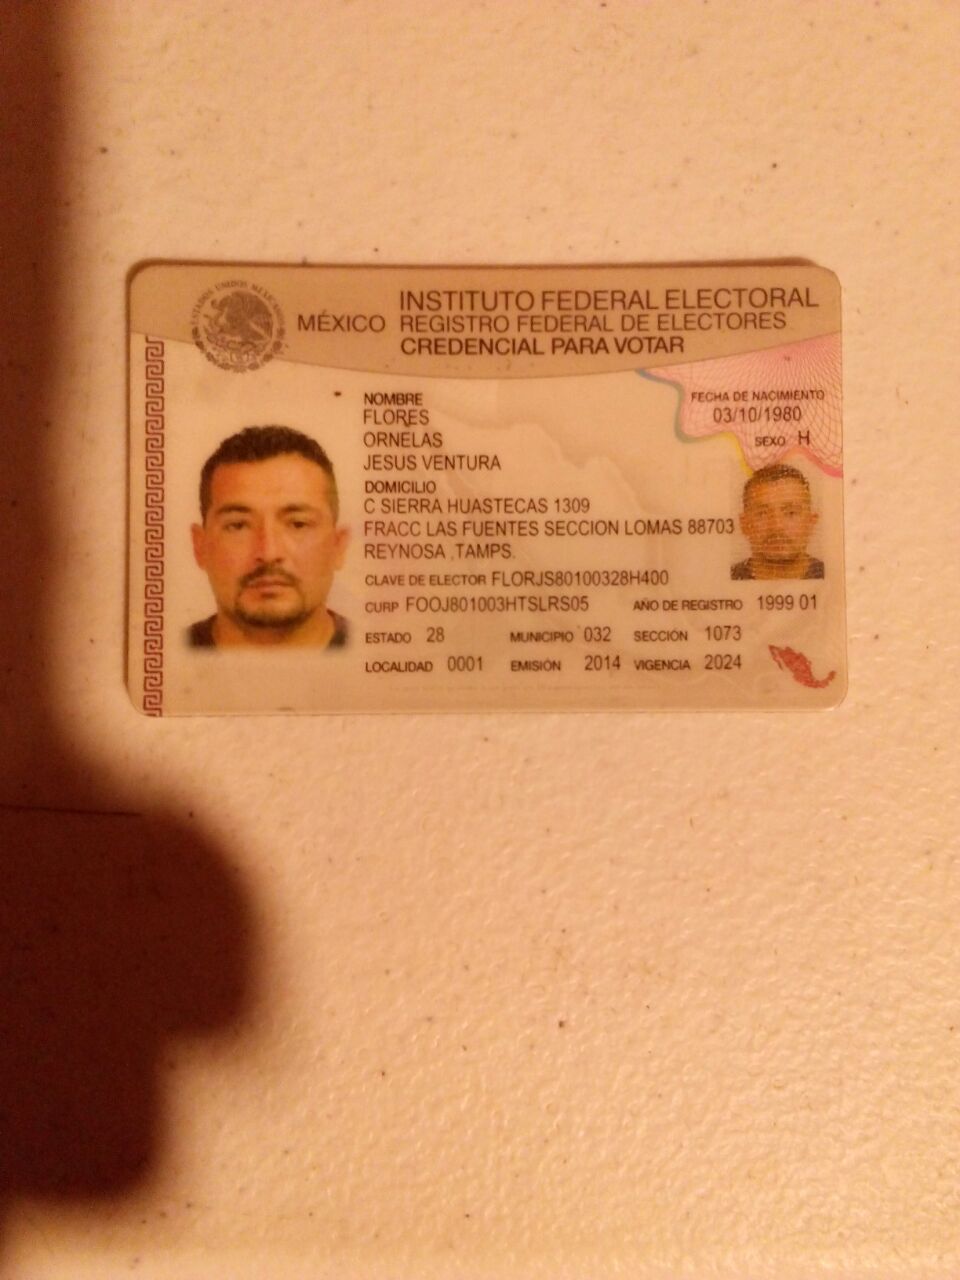 ESTADOS UNIDOS MEXICANOS
MÉXICO
INSTITUTO FEDERAL ELECTORAL
REGISTRO FEDERAL DE ELECTORES
CREDENCIAL PARA VOTAR
NOMBRE
FLORES
ORNELAS
JESUS VENTURA
FECHA DE NACIMIENTO
03/10/1980
SEXO H
DOMICILIO
C SIERRA HUASTECAS 1309
FRACC LAS FUENTES SECCION LOMAS 88703
REYNOSA ,TAMPS.
CLAVE DE ELECTOR FLORJS80100328H400
CURP FOOJ801003HTSLRS05 AÑO DE REGISTRO 1999 01
ESTADO 28 MUNICIPIO 032 SECCIÓN 1073
LOCALIDAD 0001 EMISIÓN 2014 VIGENCIA 2024